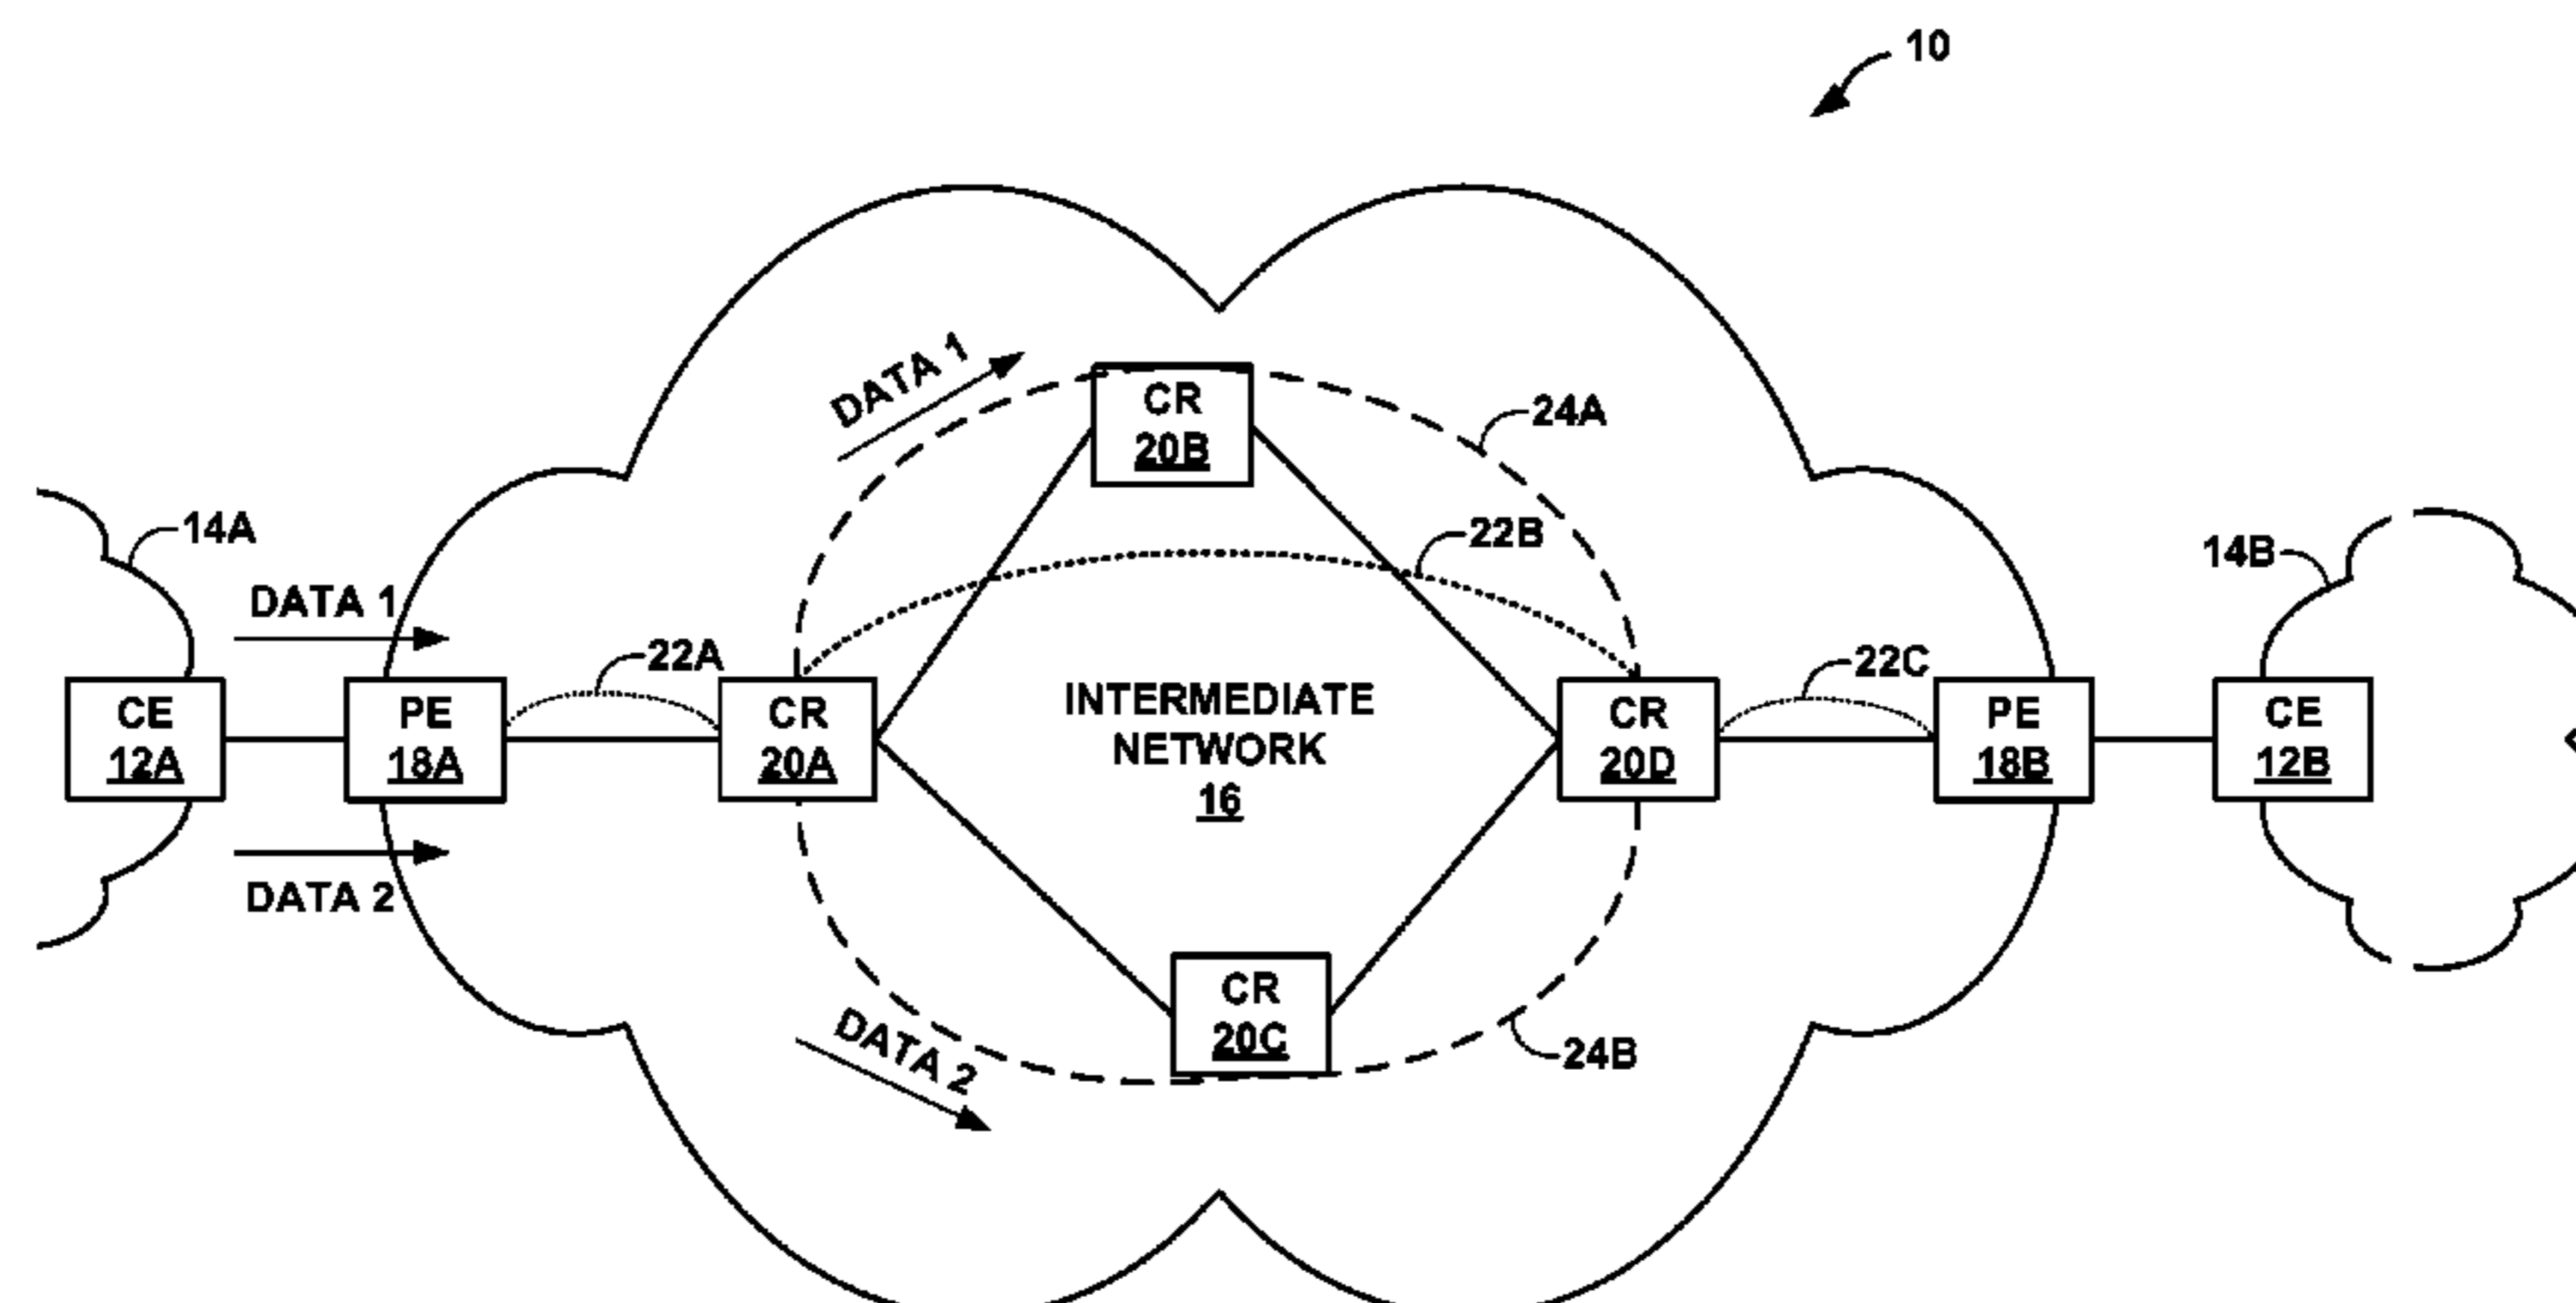 10
DATA 1
CR
20B
24A
22B
14A
14B
DATA 1
22A
22C
CE
12A
PE
18A
CR
20A
INTERMEDIATE
NETWORK
16
CR
20D
PE
18B
CE
12B
DATA 2
CR
20C
DATA 2
24B